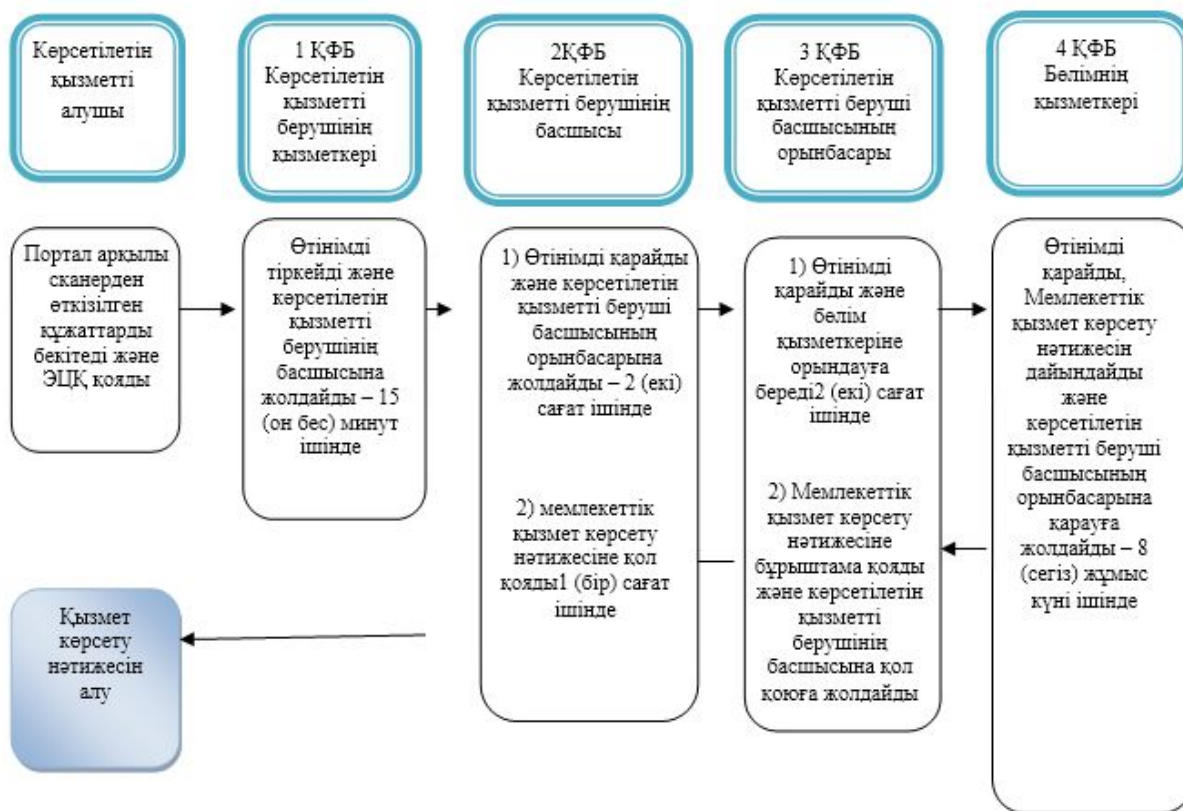 Көрсетілетін
қызметті
алушы
1 ҚФБ
Көрсетілетін
қызметті
берушінің
қызметкері
2ҚФБ
Көрсетілетін
қызметті берушінің
басшысы
3 ҚФБ
Көрсетілетін
қызметті беруші
басшысының
орынбасары
4 ҚФБ
Бөлімнің
қызметкері
Портал арқылы
сканерден
өткізілген
құжаттарды
бекітеді және
ЭЦҚ қояды
Өтінімді
тіркейді және
көрсетілетін
қызметті
берушінің
басшысына
жолдайды – 15
(он бес) минут
ішінде
1) Өтінімді қарайды
және көрсетілетін
қызметті беруші
басшысының
орынбасарына
жолдайды – 2 (екі)
сағат ішінде
2) мемлекеттік
қызмет көрсету
нәтижесіне қол
қояды1 (бір) сағат
ішінде
1) Өтінімді
қарайды және
бөлім
қызметкеріне
орындауға
береді2 (екі) сағат
ішінде
2) Мемлекеттік
қызмет көрсету
нәтижесіне
бұрыштама қояды
және көрсетілетін
қызметті
берушінің
басшысына қол
қоюға жолдайды
Өтінімді
қарайды,
Мемлекеттік
қызмет көрсету
нәтижесін
дайындайды
және
көрсетілетін
қызметті беруші
басшысының
орынбасарына
қарауға
жолдайды – 8
(сегіз) жұмыс
күні ішінде
Қызмет
көрсету
нәтижесін
алу